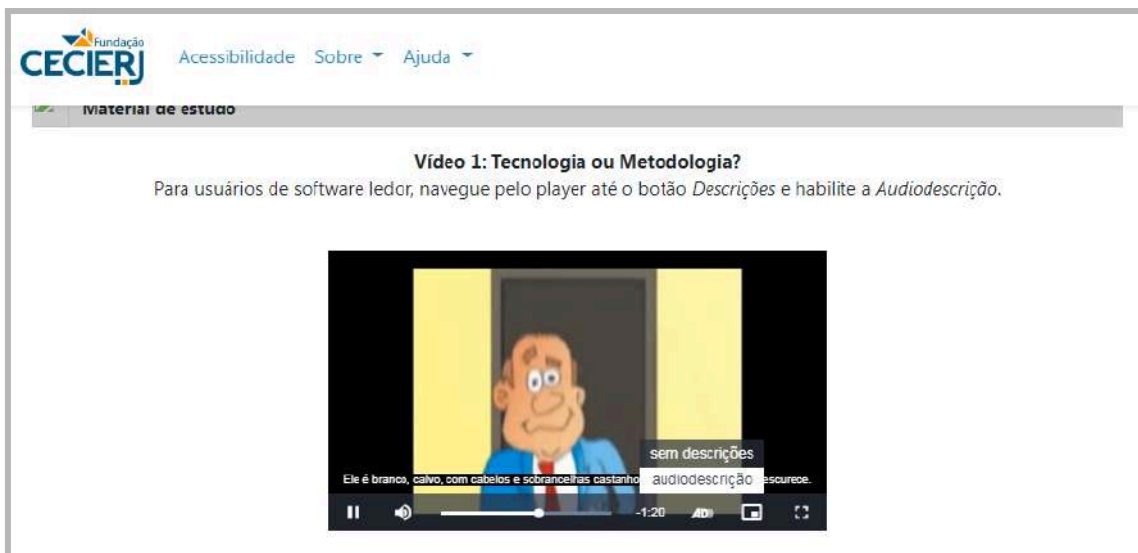 Fundação
CECIERJ
Acessibilidade Sobre Ajuda
Material de estudo
Vídeo 1: Tecnologia ou Metodologia?
Para usuários de software ledor, navegue pelo player até o botão Descrições e habilite a Audiodescrição.
sem descrições
audiodescrição
Ele é branco, calvo, com cabelos e sobrancelhas castanho escurece.
-1:20 AD